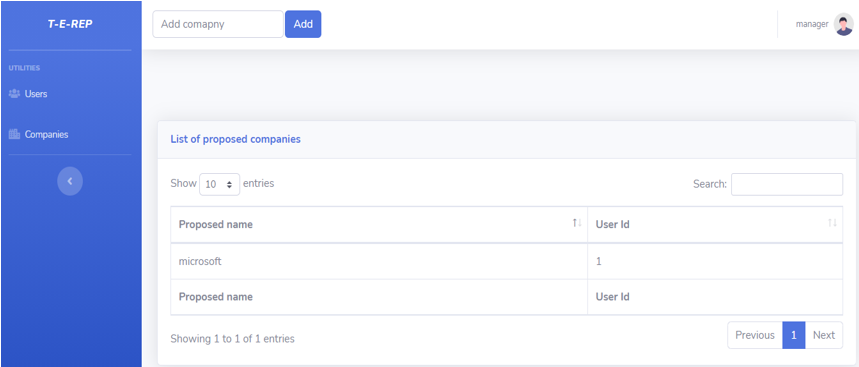 T-E-REP
Add comapny
Add
manager
UTILITIES
Users
Companies
List of proposed companies
Show 10 entries
Search:
Proposed name User Id
microsoft 1
Proposed name User Id
Showing 1 to 1 of 1 entries
Previous 1 Next